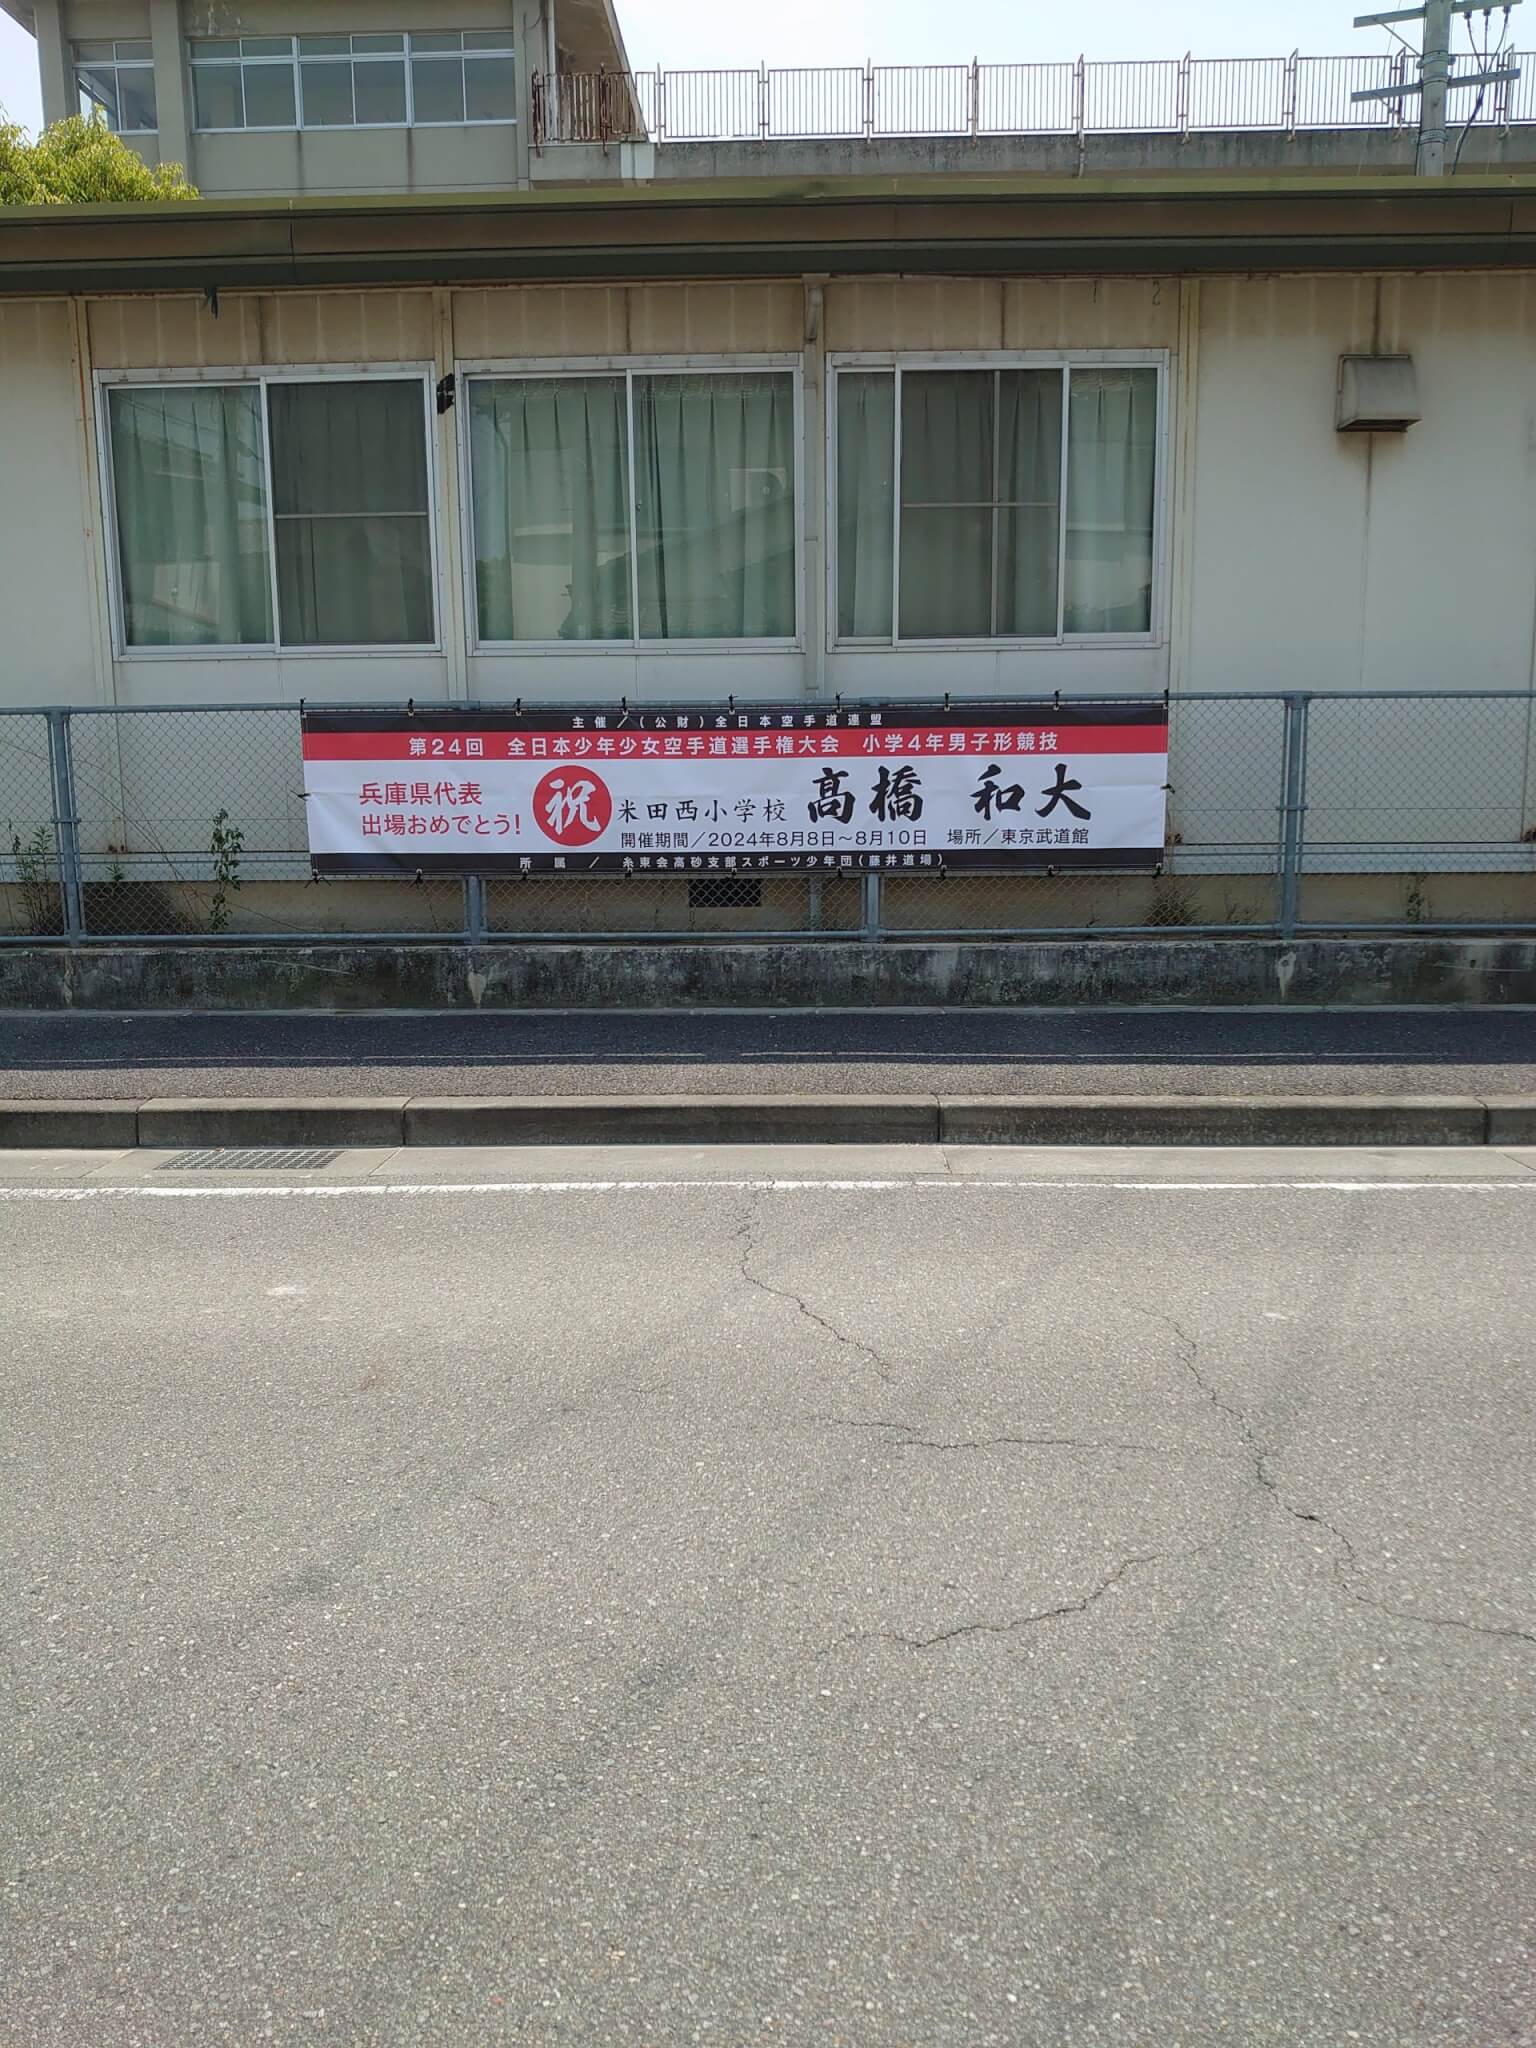 主催／(公財)全日本空手道連盟
第24回 全日本少年少女空手道選手権大会 小学4年男子形競技
兵庫県代表
出場おめでとう!
祝
米田西小学校 髙橋 和大
開催期間／2024年8月8日～8月10日 場所／東京武道館
所属／糸東会高砂支部スポーツ少年団(藤井道場)